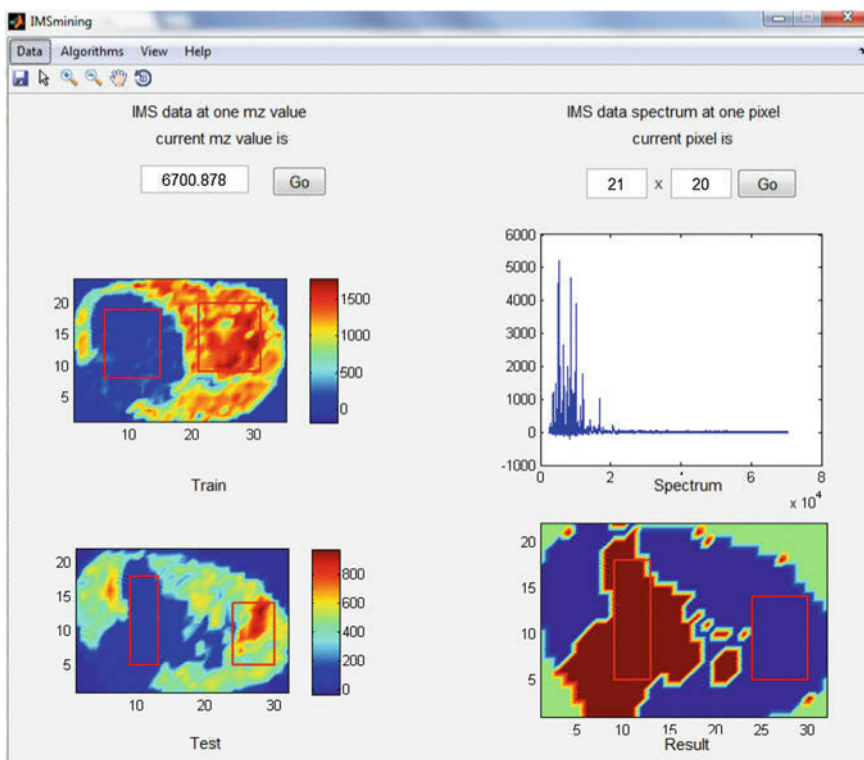 IMSmining
Data Algorithms View Help
IMS data at one mz value
current mz value is
6700.878 Go
IMS data spectrum at one pixel
current pixel is
21 x 20 Go
20
15
10
5
10 20 30
1500
1000
500
0
Train
6000
5000
4000
3000
2000
1000
0
-1000
0 2 4 6 8
x 10^4
Spectrum
20
15
10
5
10 20 30
800
600
400
200
0
Test
20
15
10
5
5 10 15 20 25 30
Result